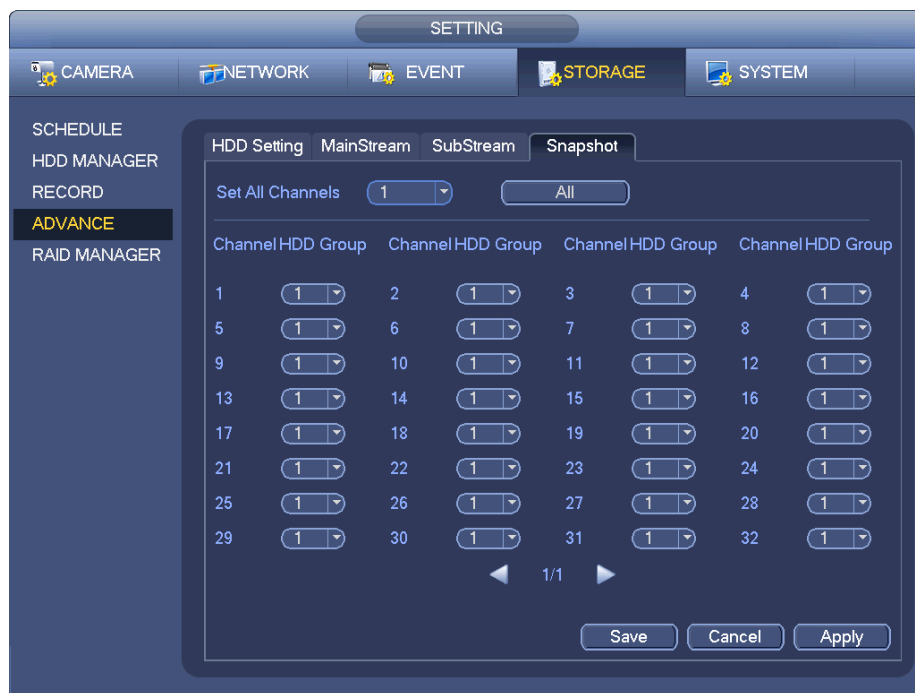 SETTING
CAMERA NETWORK EVENT STORAGE SYSTEM
SCHEDULE
HDD MANAGER
RECORD
ADVANCE
RAID MANAGER
HDD Setting MainStream SubStream Snapshot
Set All Channels 1 All
Channel HDD Group Channel HDD Group Channel HDD Group Channel HDD Group
1 1 2 1 3 1 4 1
5 1 6 1 7 1 8 1
9 1 10 1 11 1 12 1
13 1 14 1 15 1 16 1
17 1 18 1 19 1 20 1
21 1 22 1 23 1 24 1
25 1 26 1 27 1 28 1
29 1 30 1 31 1 32 1
1/1
Save Cancel Apply